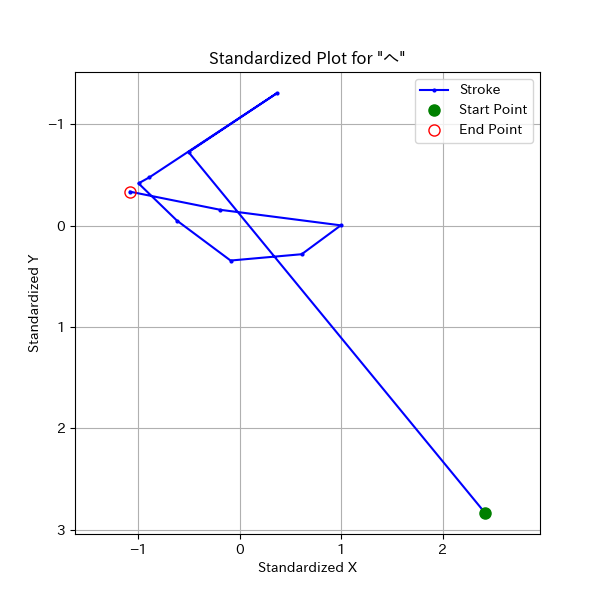 Standardized Plot for "へ"
Stroke
Start Point
End Point
−1
0
1
2
3
Standardized Y
−1 0 1 2
Standardized X